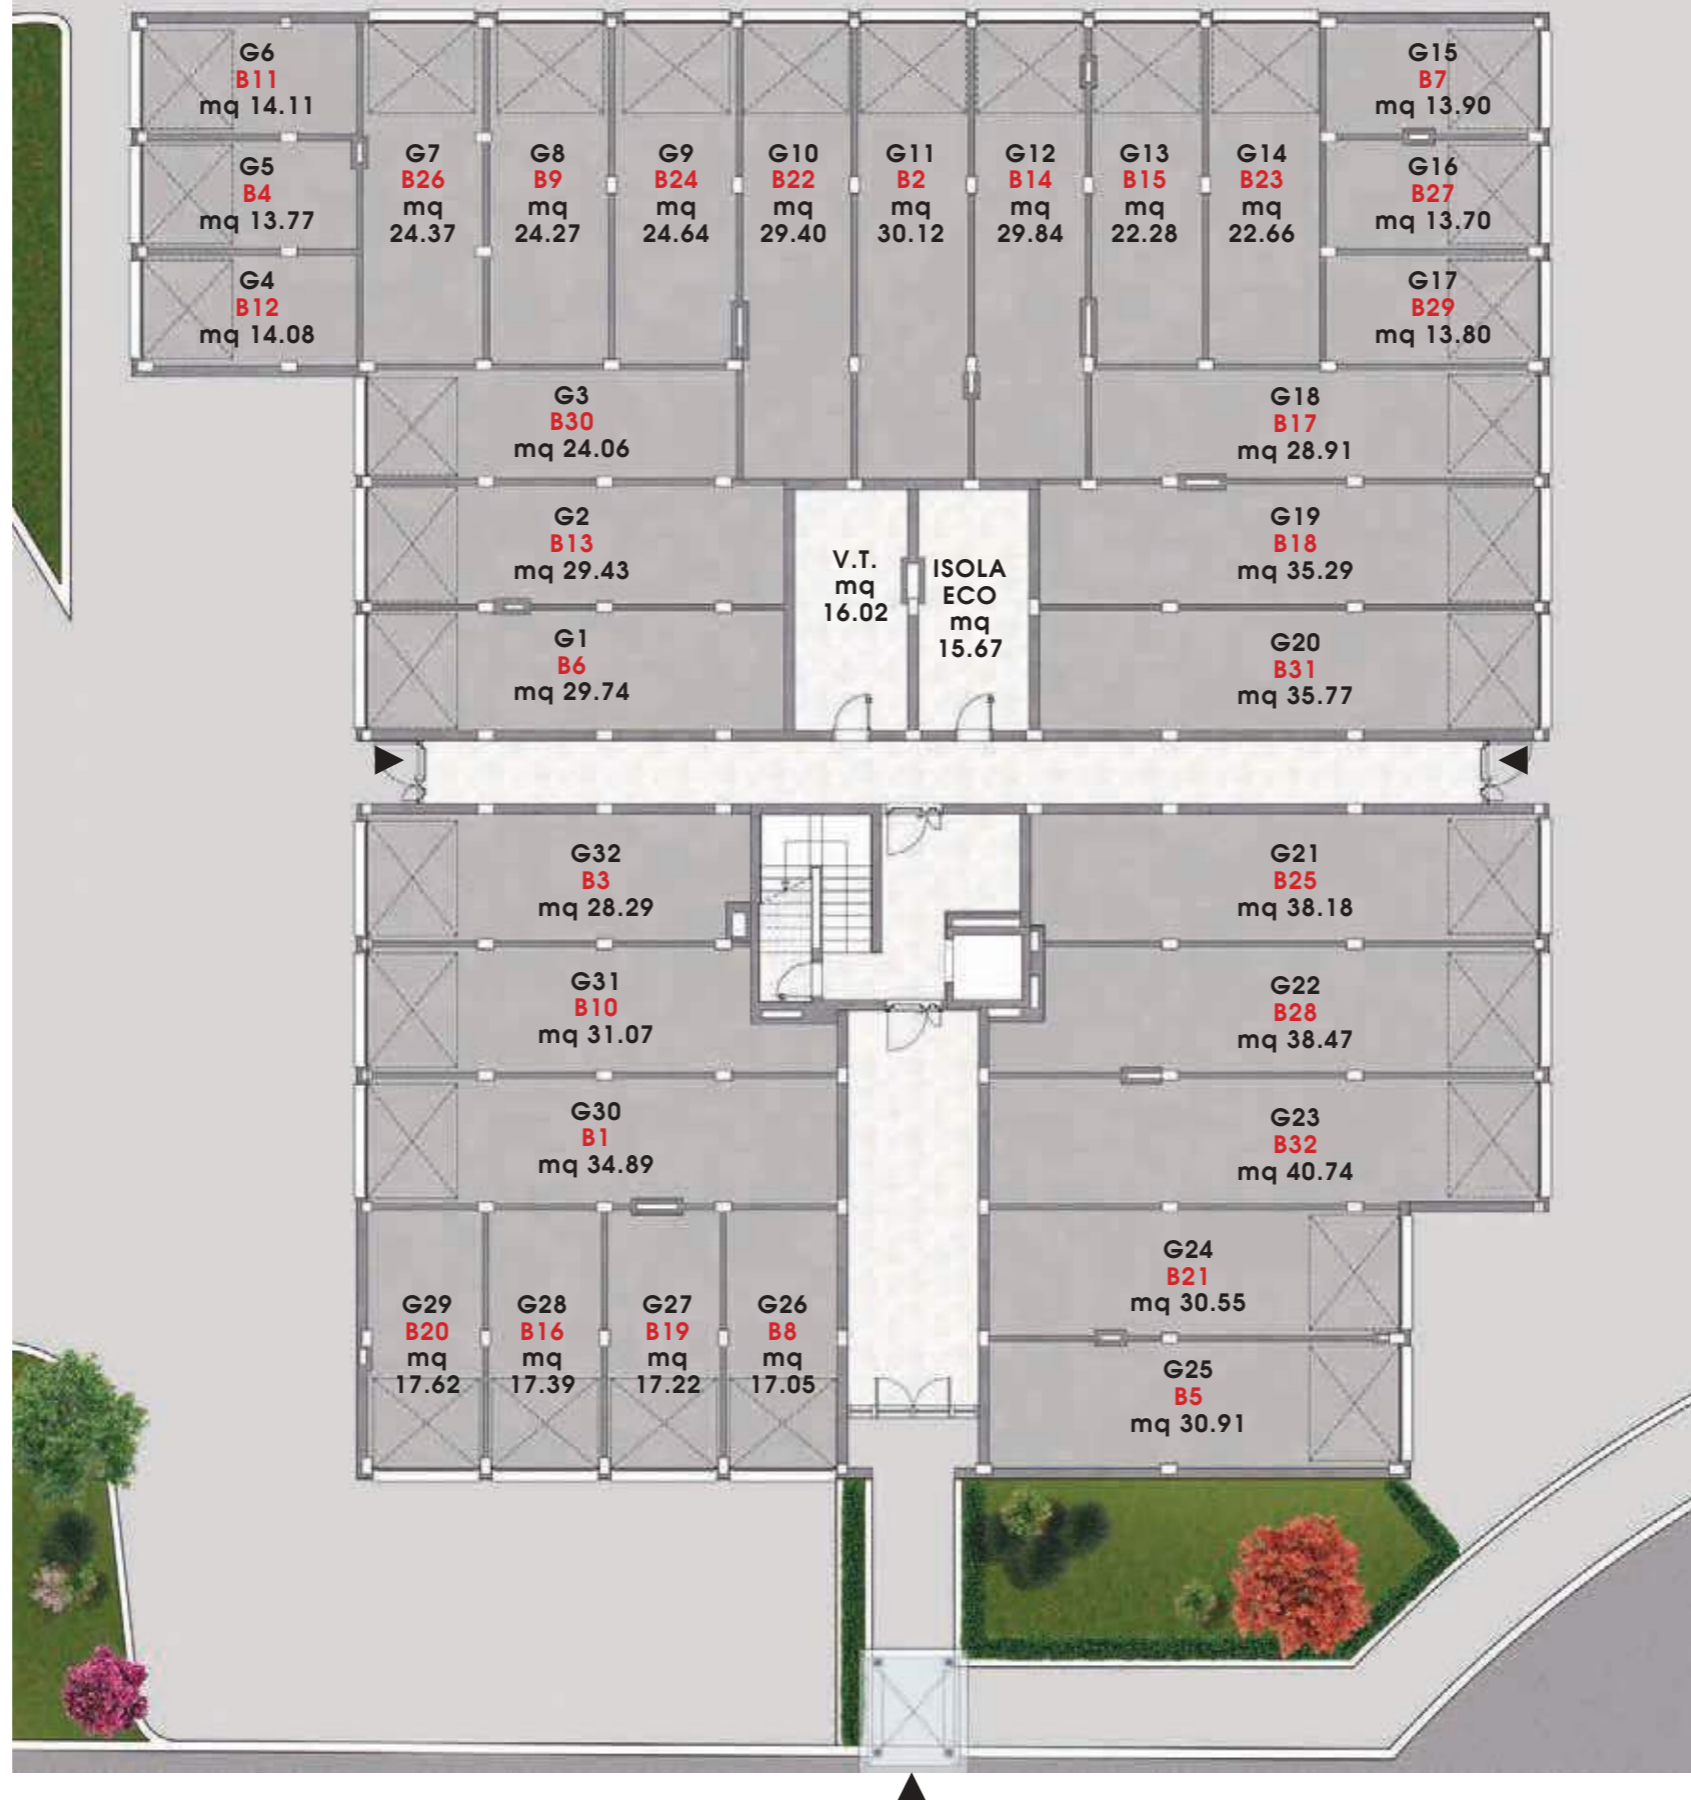 G6
B11
mq 14.11
G5
B4
mq 13.77
G4
B12
mq 14.08
G7
B26
mq
24.37
G8
B9
mq
24.27
G9
B24
mq
24.64
G10
B22
mq
29.40
G11
B2
mq
30.12
G12
B14
mq
29.84
G13
B15
mq
22.28
G14
B23
mq
22.66
G15
B7
mq 13.90
G16
B27
mq 13.70
G17
B29
mq 13.80
G3
B30
mq 24.06
G18
B17
mq 28.91
G2
B13
mq 29.43
V.T.
mq
16.02
ISOLA
ECO
mq
15.67
G19
B18
mq 35.29
G1
B6
mq 29.74
G20
B31
mq 35.77
G32
B3
mq 28.29
G21
B25
mq 38.18
G31
B10
mq 31.07
G22
B28
mq 38.47
G30
B1
mq 34.89
G23
B32
mq 40.74
G24
B21
mq 30.55
G29
B20
mq
17.62
G28
B16
mq
17.39
G27
B19
mq
17.22
G26
B8
mq
17.05
G25
B5
mq 30.91